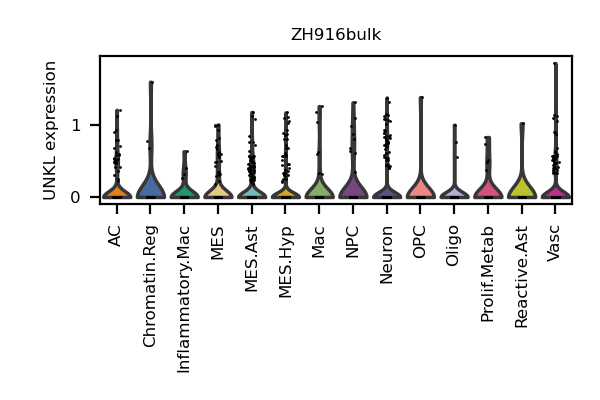 ZH916bulk
UNKL expression
1
0
AC
Chromatin.Reg
Inflammatory.Mac
MES
MES.Ast
MES.Hyp
Mac
NPC
Neuron
OPC
Oligo
Prolif.Metab
Reactive.Ast
Vasc